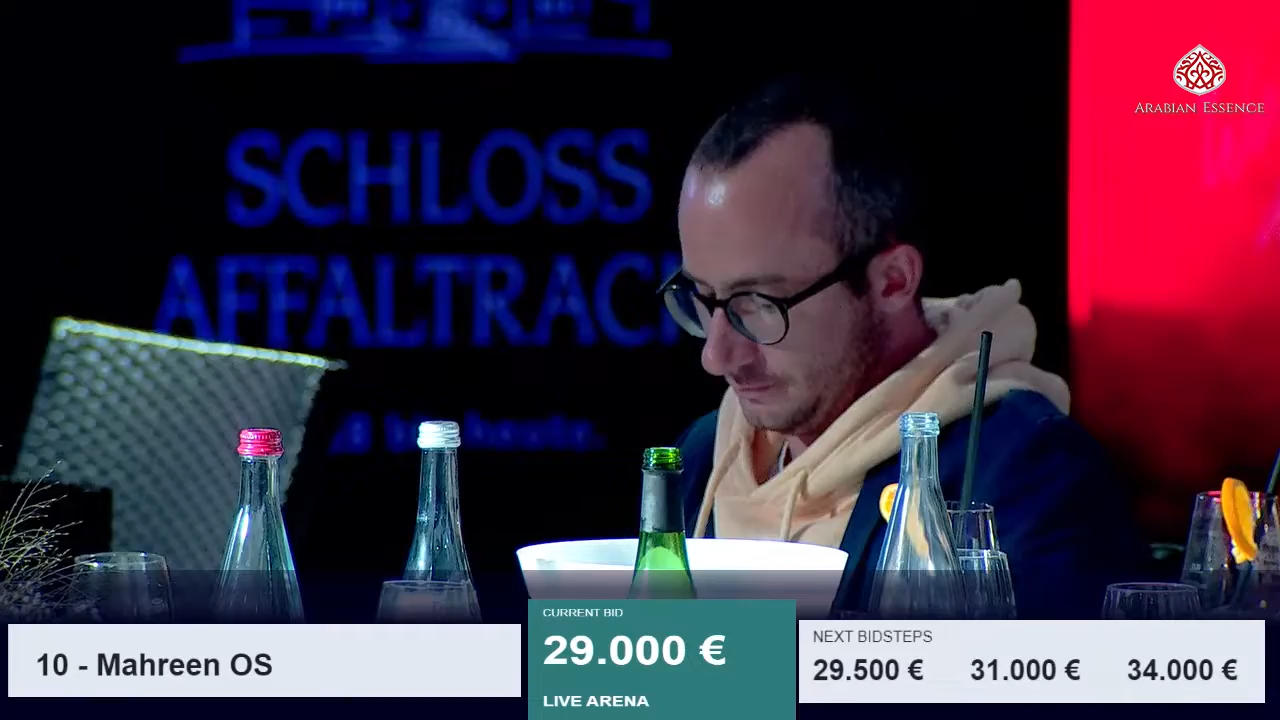 ARABIAN ESSENCE
SCHLOSS
10 - Mahreen OS
CURRENT BID
29.000 €
LIVE ARENA
NEXT BIDSTEPS
29.500 € 31.000 € 34.000 €